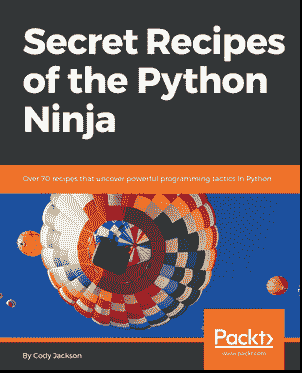 Secret Recipes
of the Python
Ninja
Over 70 recipes that uncover powerful programming tactics in Python
Packt>
www.packt.com
By Cody Jackson